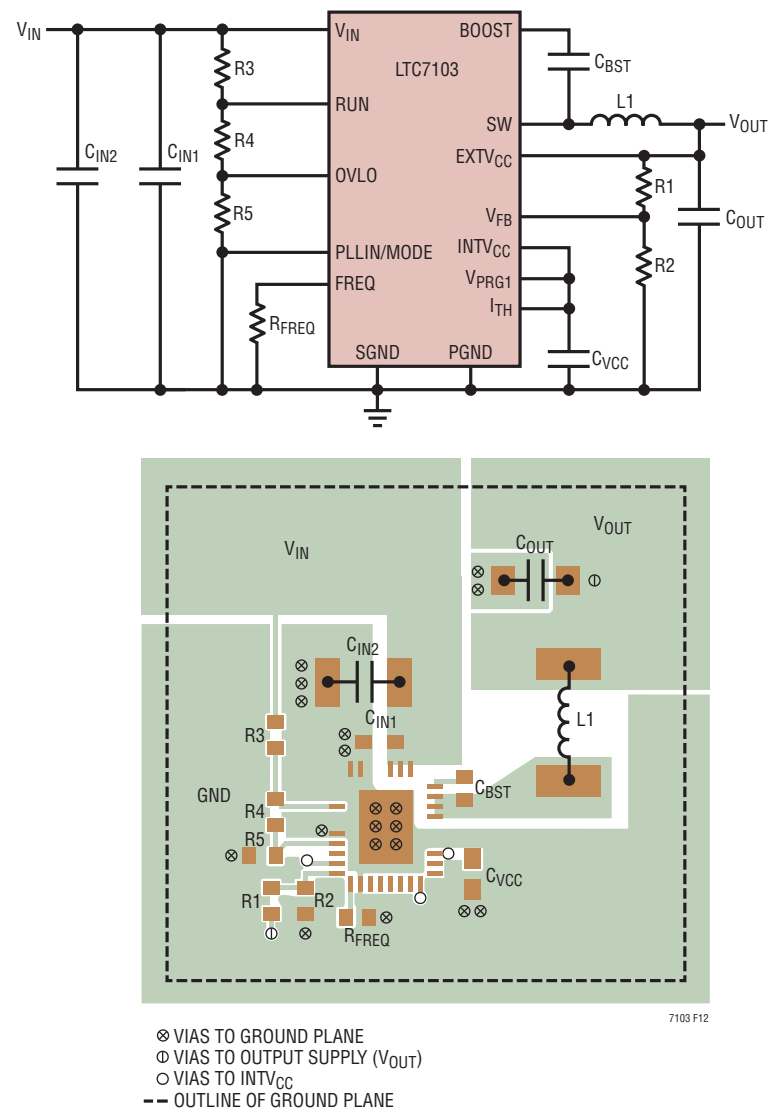 VIN
VIN
BOOST
LTC7103
CBST
R3
RUN
L1
SW
VOUT
R4
EXTVCC
CIN2
CIN1
OVLO
R1
R5
VFB
COUT
INTVCC
PLLIN/MODE
R2
FREQ
VPRG1
RFREQ
ITH
SGND
PGND
CVCC
VOUT
VIN
COUT
CIN2
CIN1
L1
R3
GND
CBST
R4
R5
CVCC
R1
R2
RFREQ
7103 F12
VIAS TO GROUND PLANE
VIAS TO OUTPUT SUPPLY (VOUT)
VIAS TO INTVCC
OUTLINE OF GROUND PLANE